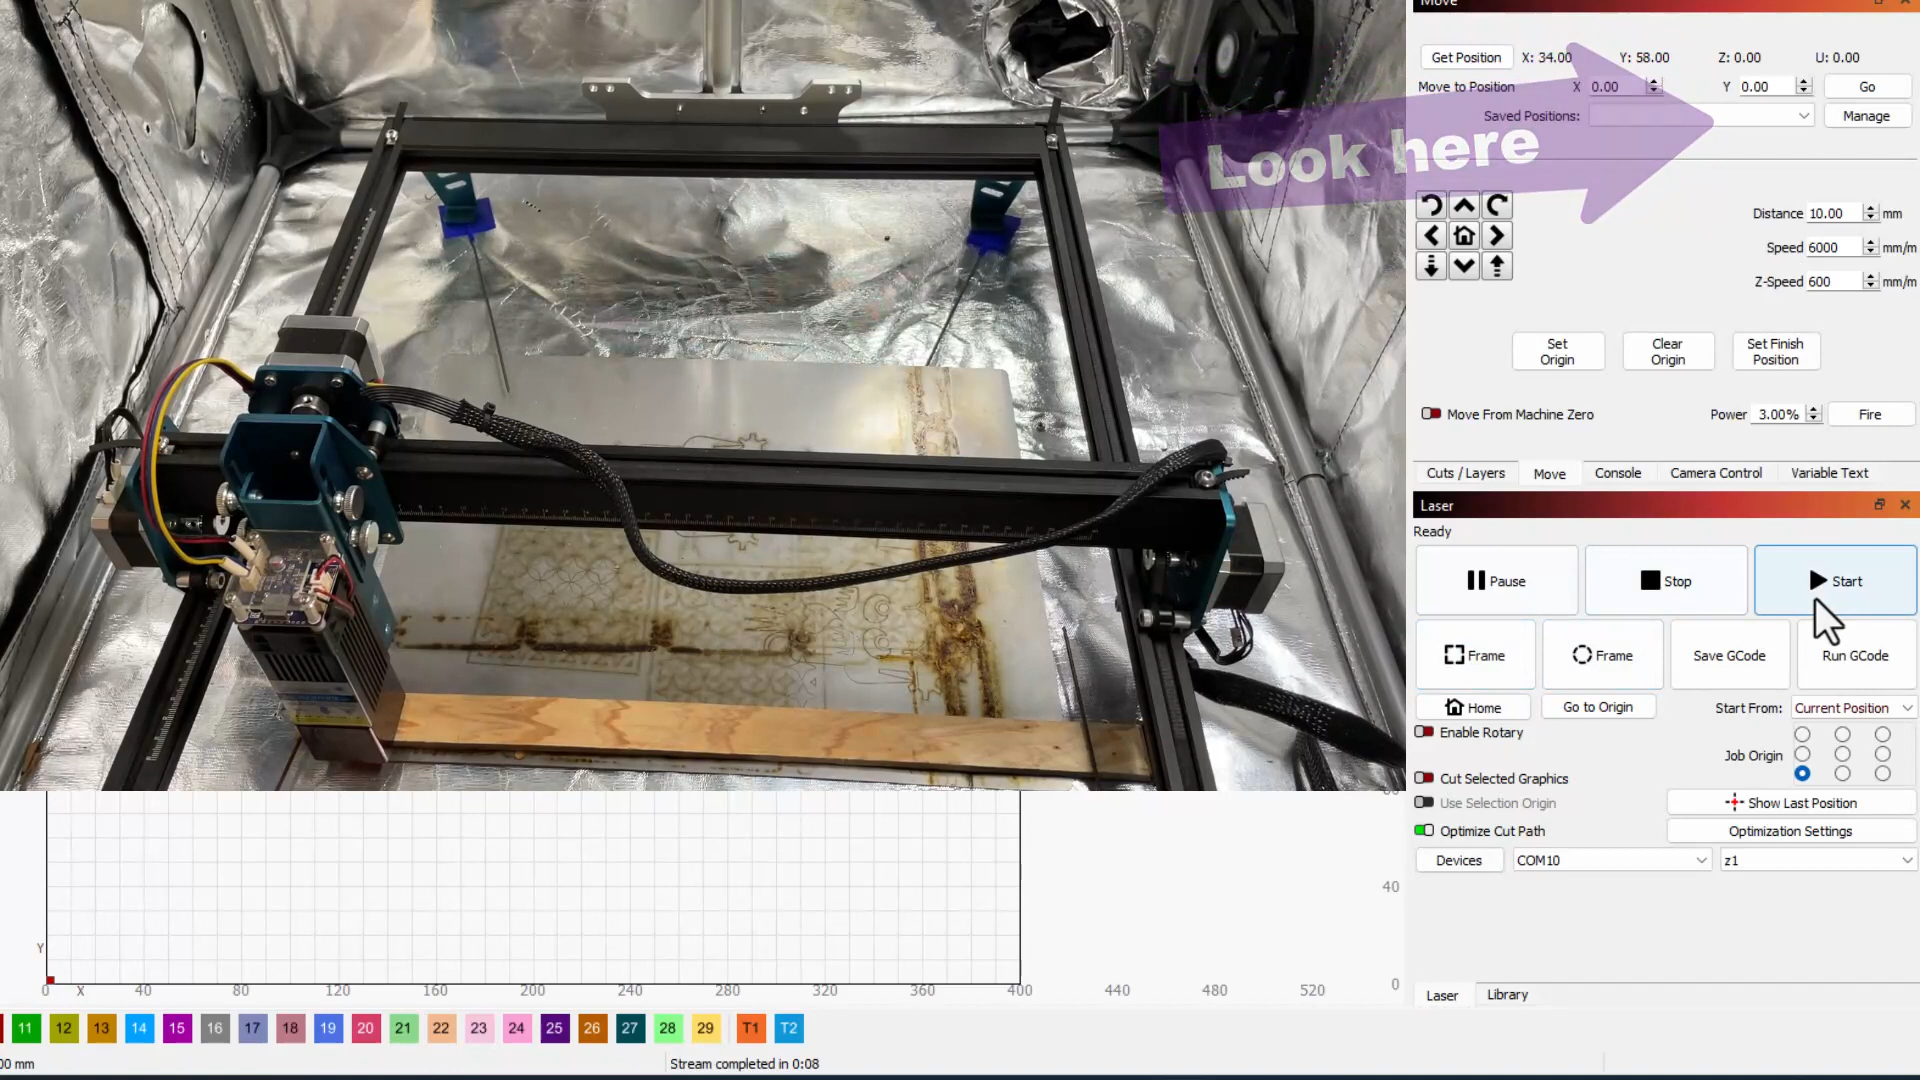 Move
Get Position X: 34.00 Y: 58.00 Z: 0.00 U: 0.00
Move to Position X 0.00 Y 0.00 Go
Saved Positions: Manage
Look here
Distance 10.00 mm
Speed 6000 mm/m
Z-Speed 600 mm/m
Set Origin Clear Origin Set Finish Position
Move From Machine Zero Power 3.00% Fire
Cuts / Layers Move Console Camera Control Variable Text
Laser
Ready
Pause Stop Start
Frame Frame Save GCode Run GCode
Home Go to Origin Start From: Current Position
Enable Rotary
Job Origin
Cut Selected Graphics
Use Selection Origin Show Last Position
Optimize Cut Path Optimization Settings
Devices COM10 z1
40
Y
0
0 X 40 80 120 160 200 240 280 320 360 400 440 480 520
Laser Library
11 12 13 14 15 16 17 18 19 20 21 22 23 24 25 26 27 28 29 T1 T2
00 mm Stream completed in 0:08